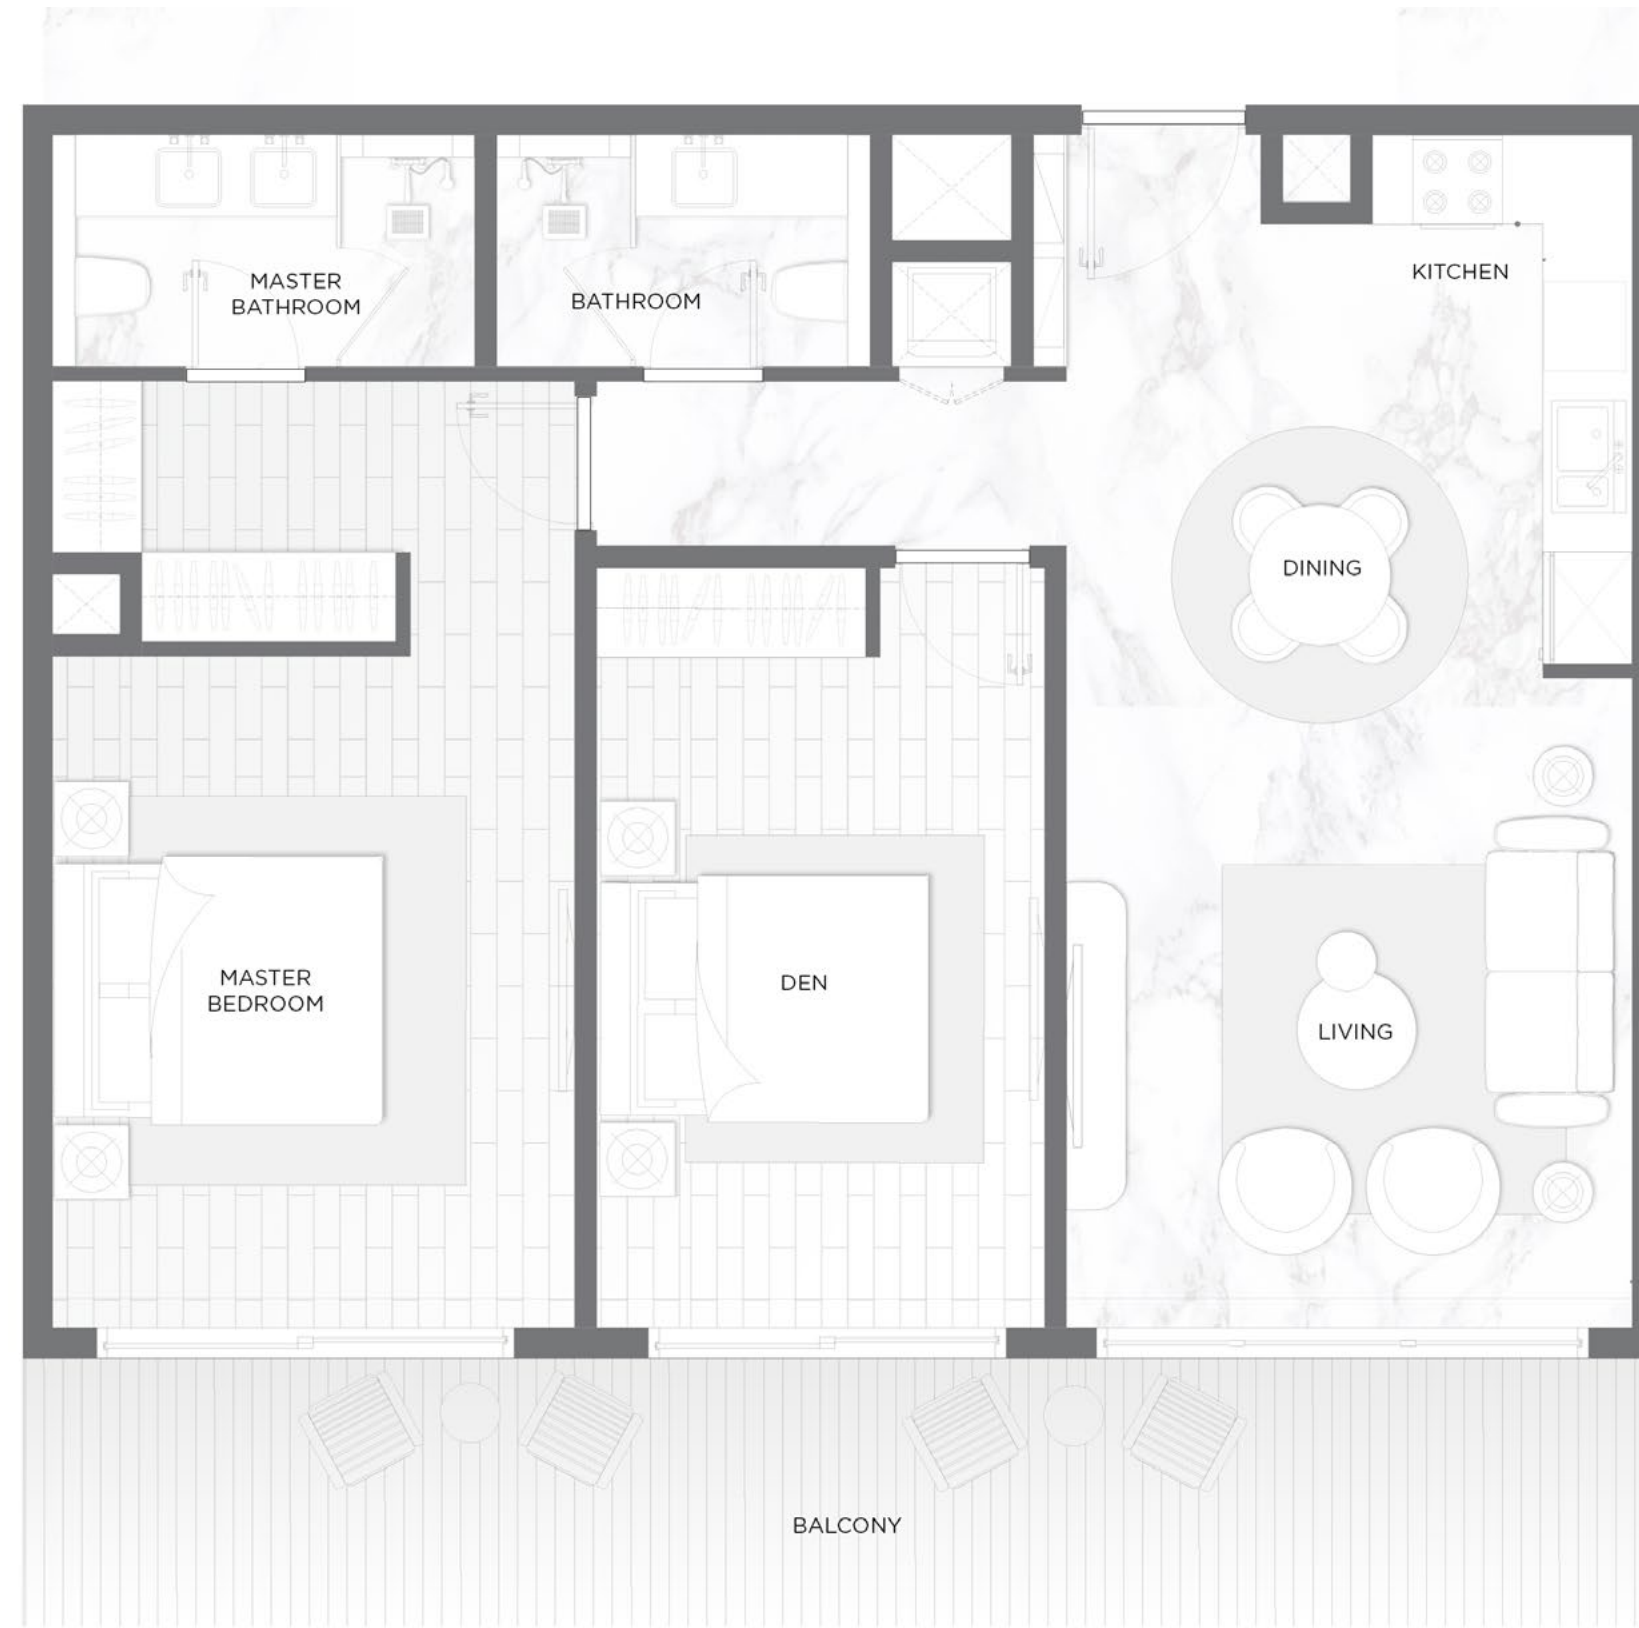 MASTER
BATHROOM
BATHROOM
KITCHEN
DINING
MASTER
BEDROOM
DEN
LIVING
BALCONY